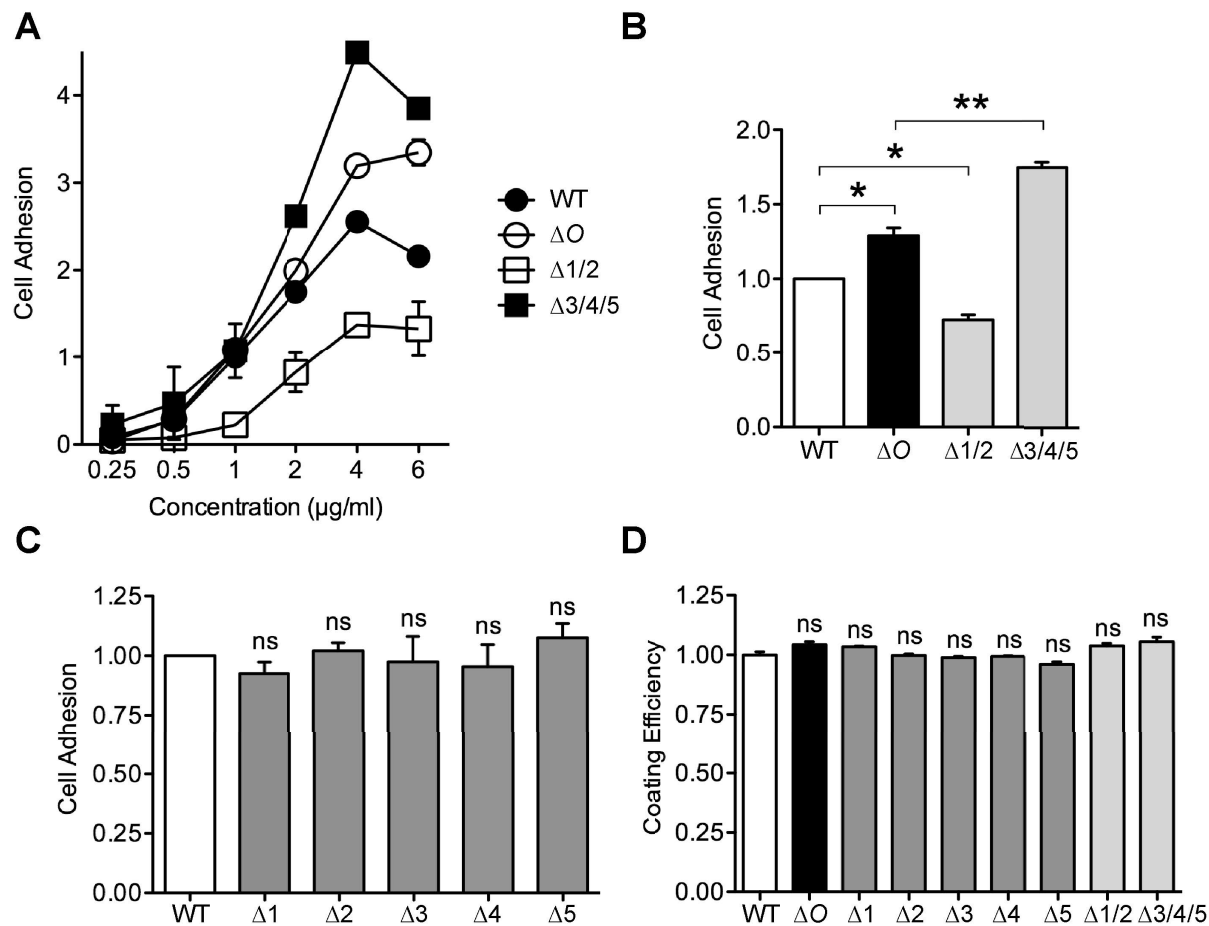 A
Cell Adhesion
4
3
2
1
0
0.25 0.5 1 2 4 6
Concentration (µg/ml)
WT
ΔO
Δ1/2
Δ3/4/5
B
Cell Adhesion
2.0
1.5
1.0
0.5
0.0
**
*
*
WT ΔO Δ1/2 Δ3/4/5
C
Cell Adhesion
1.25
1.00
0.75
0.50
0.25
0.00
ns ns ns ns ns
WT Δ1 Δ2 Δ3 Δ4 Δ5
D
Coating Efficiency
1.25
1.00
0.75
0.50
0.25
0.00
ns ns ns ns ns ns ns ns
WT ΔO Δ1 Δ2 Δ3 Δ4 Δ5 Δ1/2 Δ3/4/5